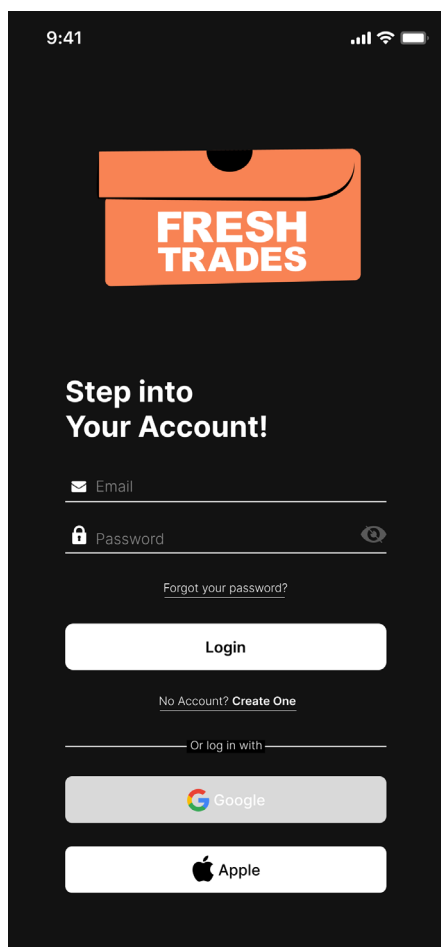 9:41
FRESH
TRADES
Step into
Your Account!
Email
Password
Forgot your password?
Login
No Account? Create One
Or log in with
Google
Apple